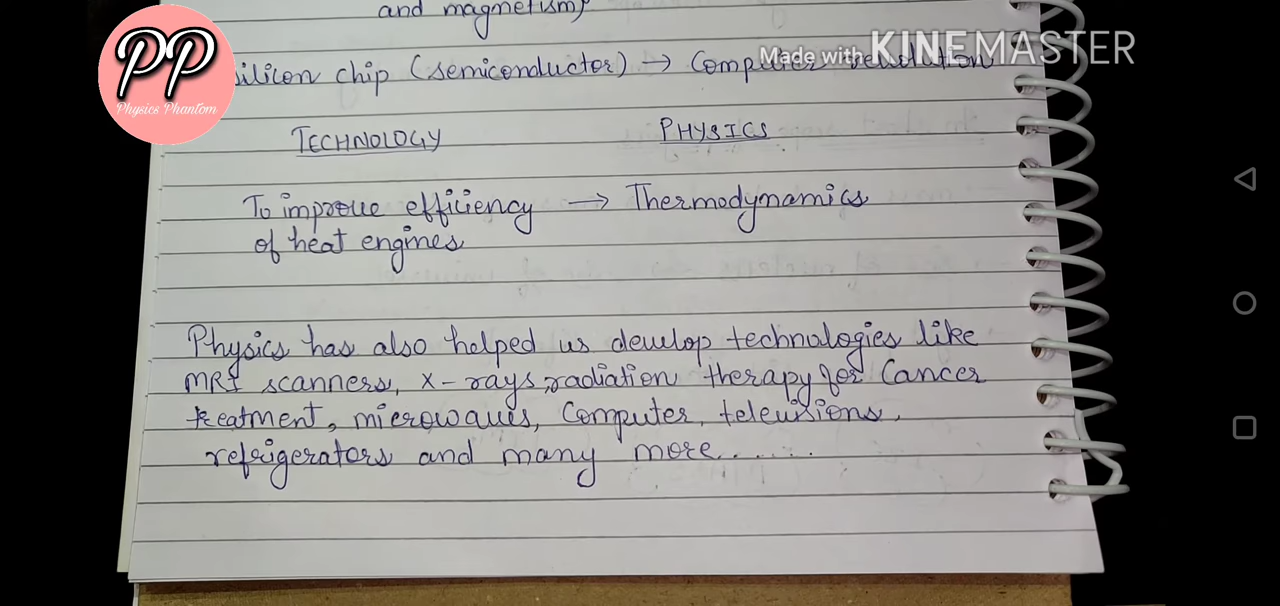 and magnetism)
PP
Physics Phantom
Made with KINEMASTER
silicon chip (semiconductor) → Computer Revolution
TECHNOLOGY PHYSICS
To improve efficiency → Thermodynamics
of heat engines
Physics has also helped us develop technologies like
MRI scanners, X-rays, radiation therapy for Cancer
treatment, microwaves, Computer, televisions,
refrigerators and many more......